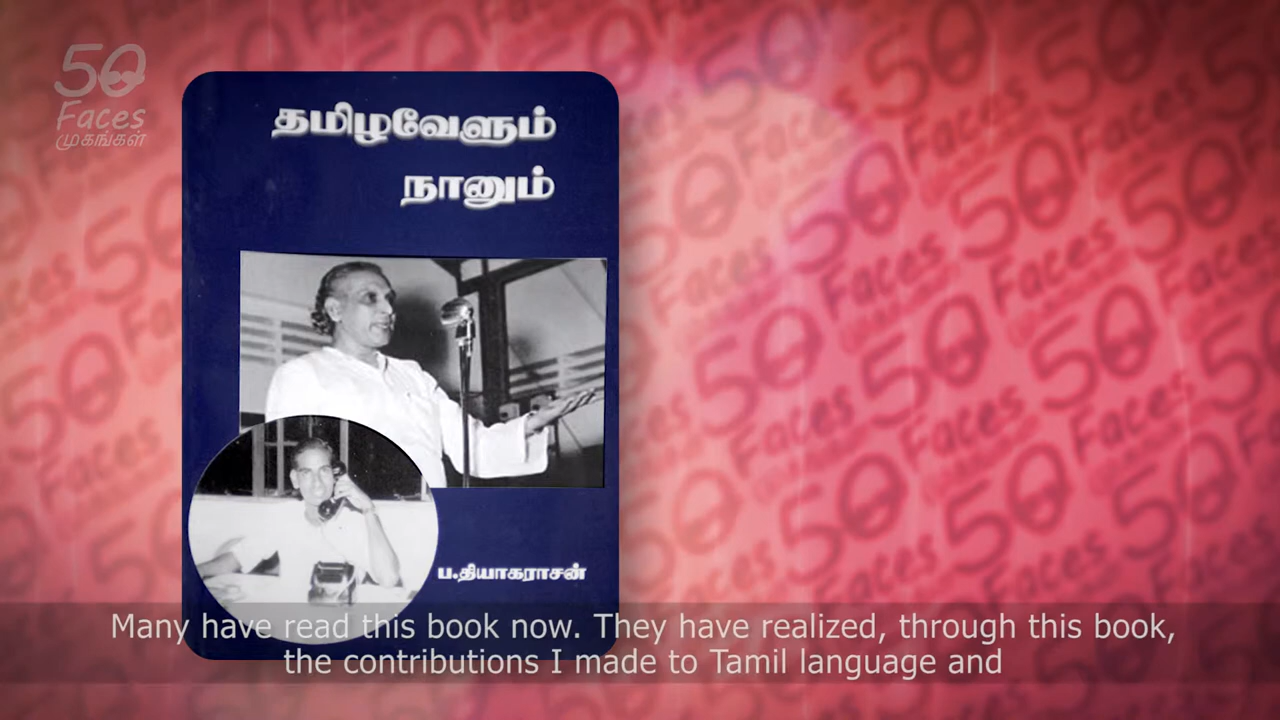 50
Faces
முகங்கள்
தமிழவேளும்
நானும்
ப.தியாகராசன்
Many have read this book now. They have realized, through this book,
the contributions I made to Tamil language and